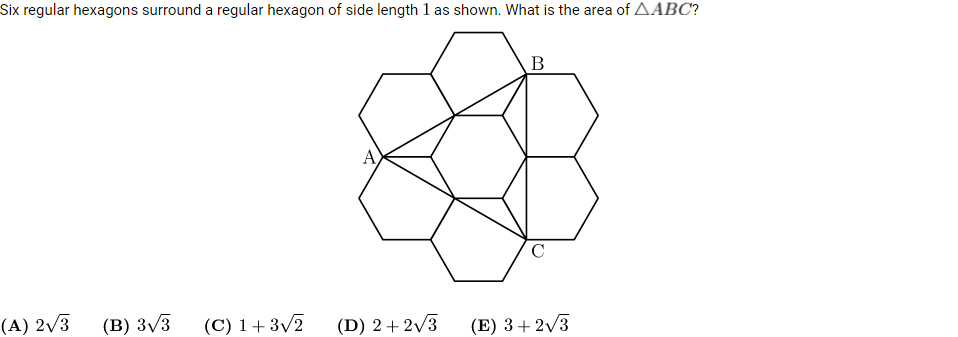 Six regular hexagons surround a regular hexagon of side length 1 as shown. What is the area of △ABC?
B
A
C
(A) 2√3 (B) 3√3 (C) 1 + 3√2 (D) 2 + 2√3 (E) 3 + 2√3